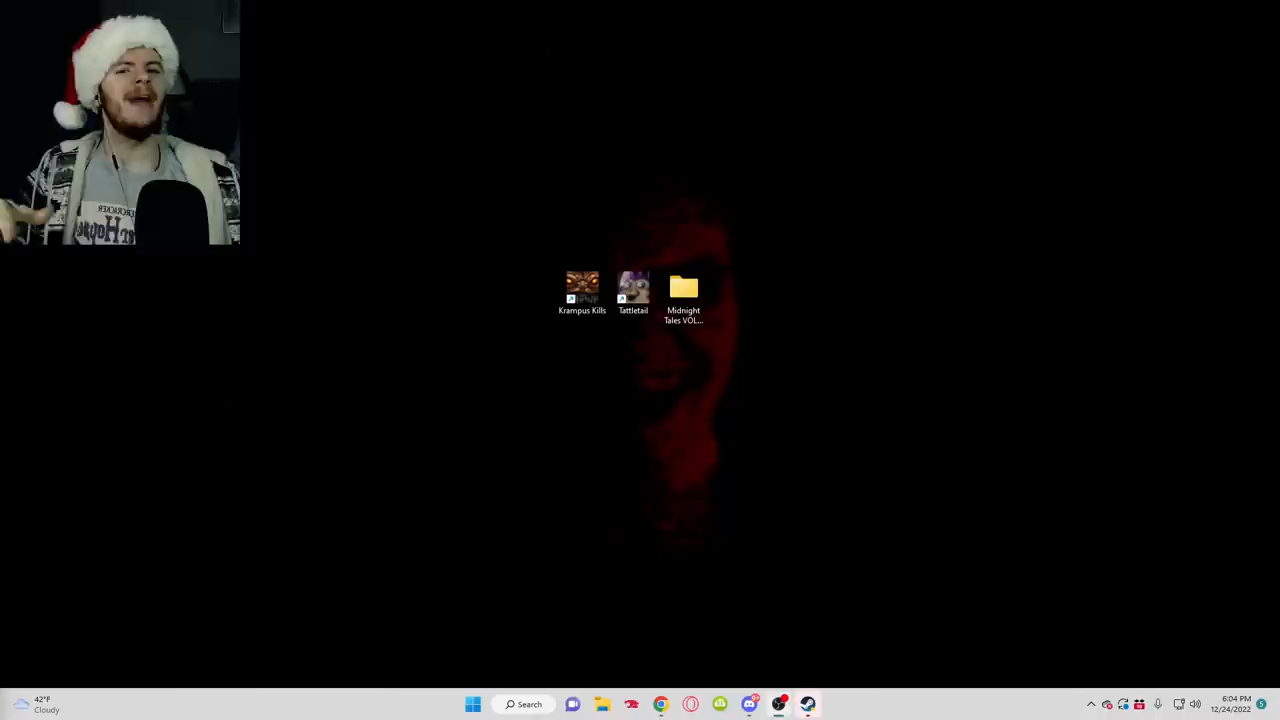 Krampus Kills
Tattletail
Midnight
Tales VOL...
42°F
Cloudy
Search
6:04 PM
12/24/2022